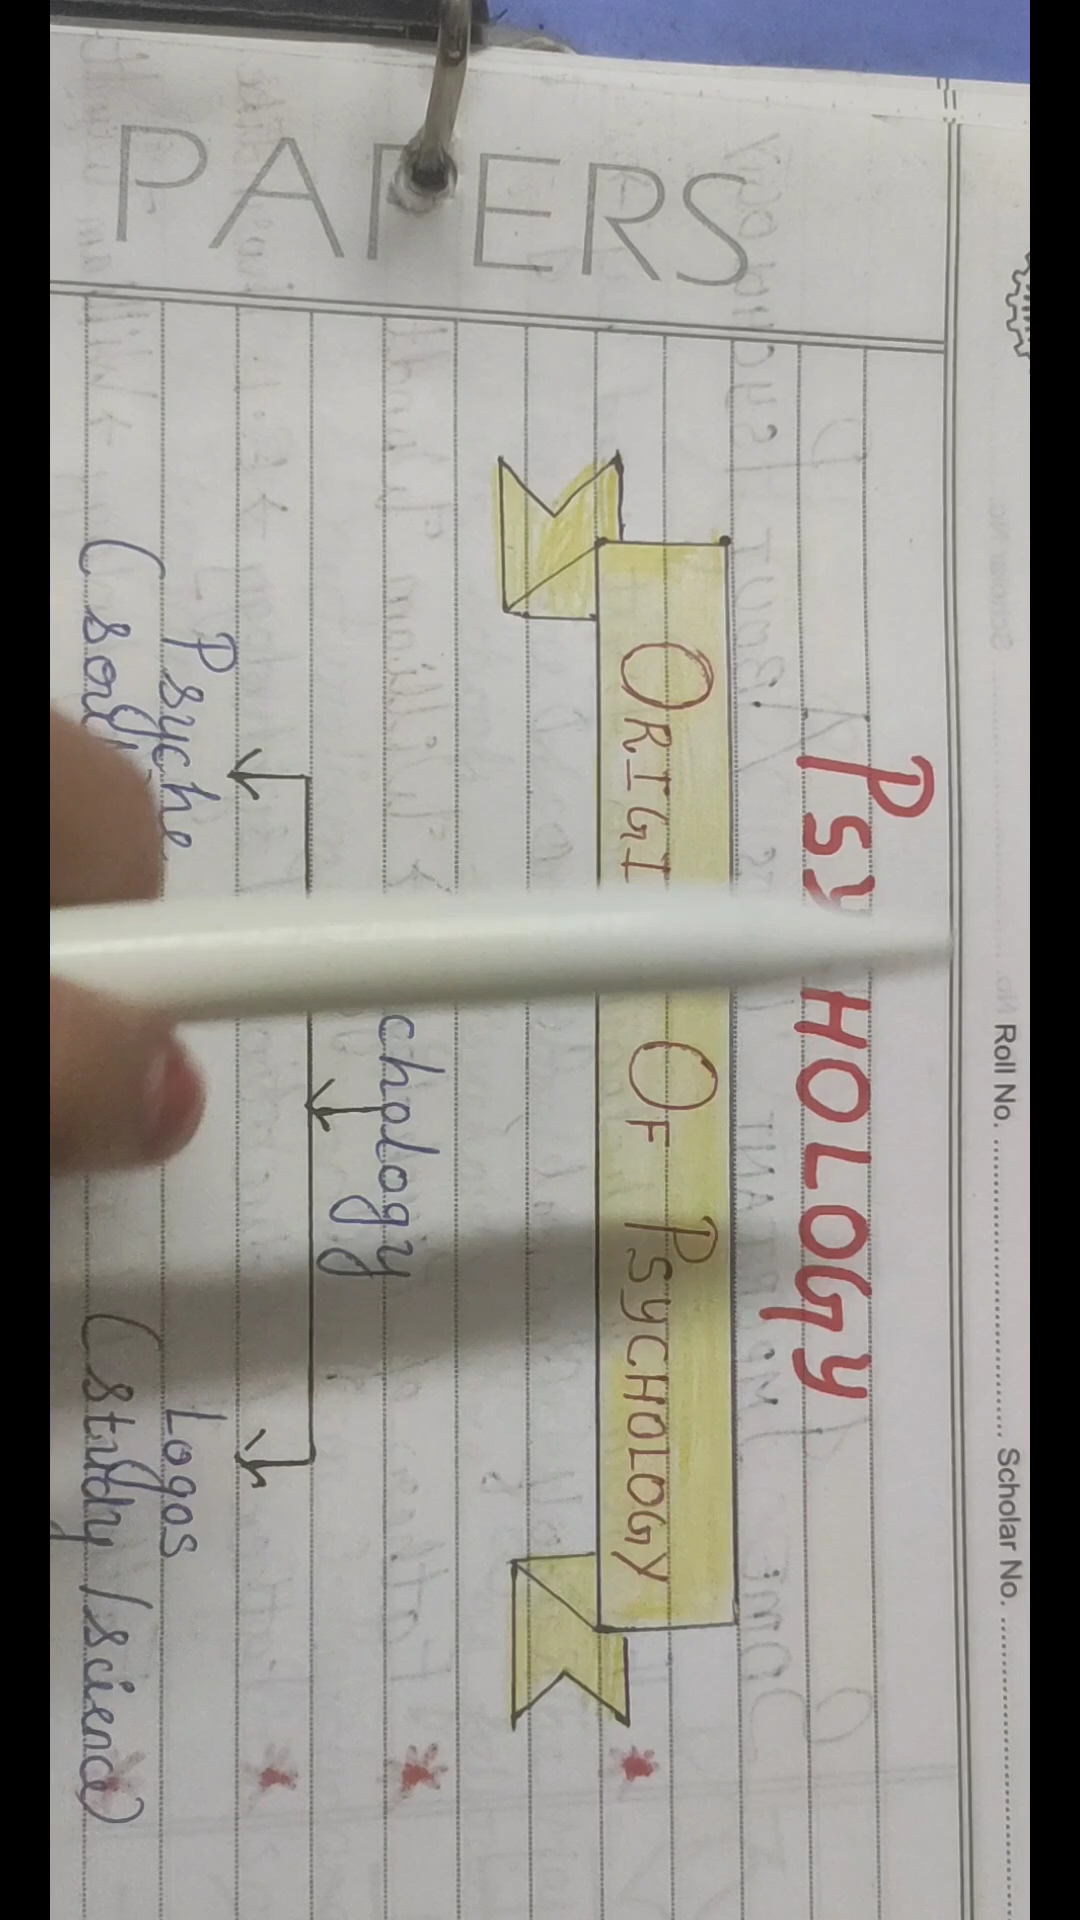 Roll No. Scholar No.
PAPERS
PSY HOLOGY
ORIGI OF PSYCHOLOGY
chology
Psyche Logos
( (study/science)